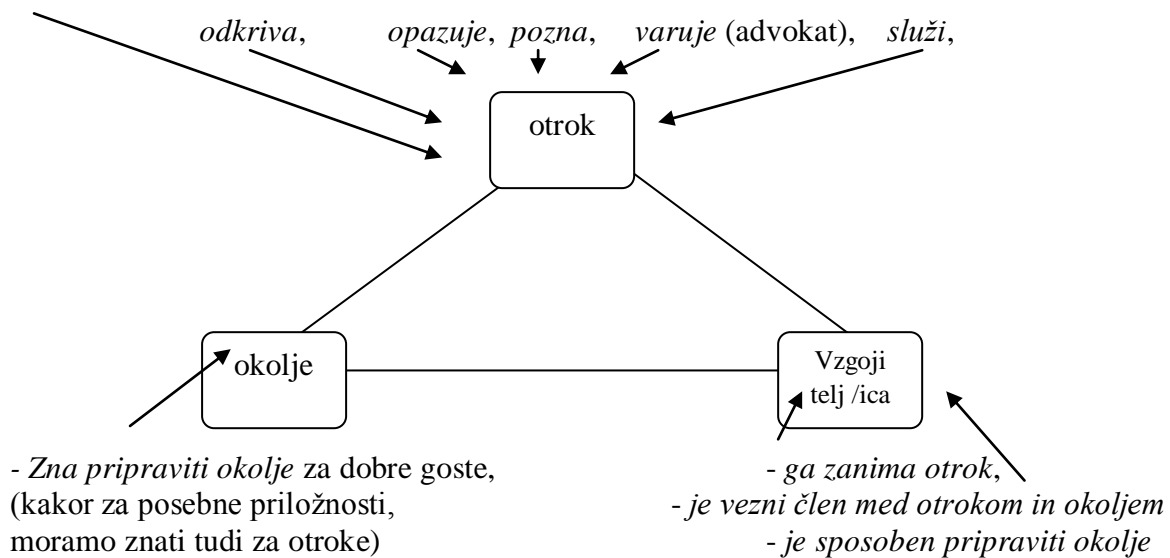 odkriva, opazuje, pozna, varuje (advokat), služi,
otrok
okolje
Vzgoji
telj /ica
- Zna pripraviti okolje za dobre goste,
(kakor za posebne priložnosti,
moramo znati tudi za otroke)
- ga zanima otrok,
- je vezni člen med otrokom in okoljem
- je sposoben pripraviti okolje